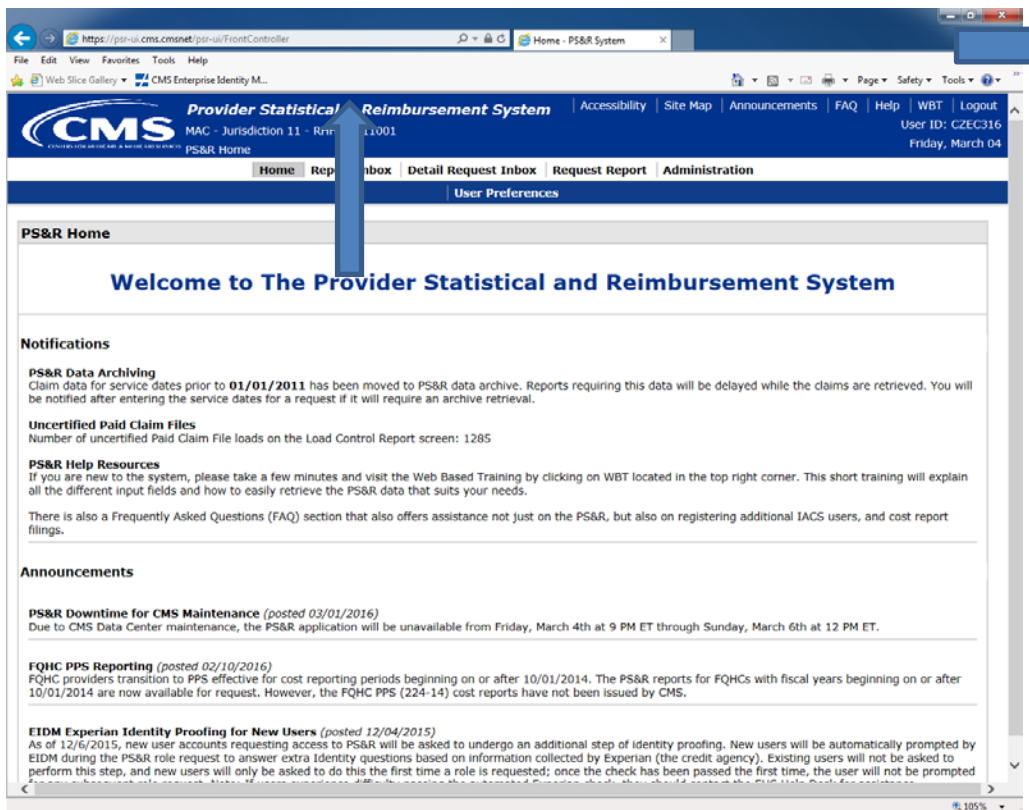 https://psr-ui.cms.cmsnet/psr-ui/FrontController
Home - PS&R System
File Edit View Favorites Tools Help
Web Slice Gallery CMS Enterprise Identity M...
Page Safety Tools
CMS
CENTERS FOR MEDICARE & MEDICAID SERVICES
Provider Statistical Reimbursement System
Accessibility | Site Map | Announcements | FAQ | Help | WBT | Logout
MAC - Jurisdiction 11 - 11001
User ID: CZEC316
PS&R Home
Friday, March 04
Home Inbox Detail Request Inbox Request Report Administration
User Preferences
PS&R Home
Welcome to The Provider Statistical and Reimbursement System
Notifications
PS&R Data Archiving
Claim data for service dates prior to 01/01/2011 has been moved to PS&R data archive. Reports requiring this data will be delayed while the claims are retrieved. You will
be notified after entering the service dates for a request if it will require an archive retrieval.
Uncertified Paid Claim Files
Number of uncertified Paid Claim File loads on the Load Control Report screen: 1285
PS&R Help Resources
If you are new to the system, please take a few minutes and visit the Web Based Training by clicking on WBT located in the top right corner. This short training will explain
all the different input fields and how to easily retrieve the PS&R data that suits your needs.
There is also a Frequently Asked Questions (FAQ) section that also offers assistance not just on the PS&R, but also on registering additional IACS users, and cost report
filings.
Announcements
PS&R Downtime for CMS Maintenance (posted 03/01/2016)
Due to CMS Data Center maintenance, the PS&R application will be unavailable from Friday, March 4th at 9 PM ET through Sunday, March 6th at 12 PM ET.
FQHC PPS Reporting (posted 02/10/2016)
FQHC providers transition to PPS effective for cost reporting periods beginning on or after 10/01/2014. The PS&R reports for FQHCs with fiscal years beginning on or after
10/01/2014 are now available for request. However, the FQHC PPS (224-14) cost reports have not been issued by CMS.
EIDM Experian Identity Proofing for New Users (posted 12/04/2015)
As of 12/6/2015, new user accounts requesting access to PS&R will be asked to undergo an additional step of identity proofing. New users will be automatically prompted by
EIDM during the PS&R role request to answer extra Identity questions based on information collected by Experian (the credit agency). Existing users will not be asked to
perform this step, and new users will only be asked to do this the first time a role is requested; once the check has been passed the first time, the user will not be prompted
105%